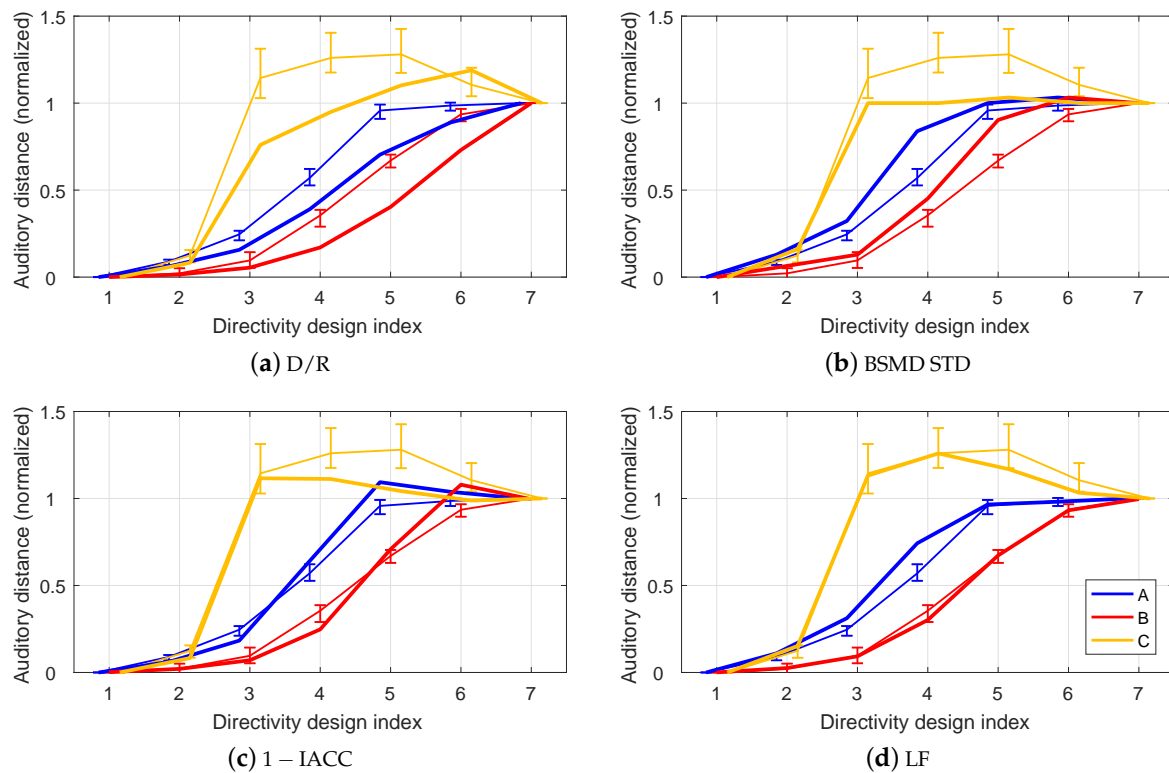 1.5
1
0.5
0
Auditory distance (normalized)
1 2 3 4 5 6 7
Directivity design index
(a) D/R
1.5
1
0.5
0
Auditory distance (normalized)
1 2 3 4 5 6 7
Directivity design index
(b) BSMD STD
1.5
1
0.5
0
Auditory distance (normalized)
1 2 3 4 5 6 7
Directivity design index
(c) 1 − IACC
1.5
1
0.5
0
Auditory distance (normalized)
1 2 3 4 5 6 7
Directivity design index
A
B
C
(d) LF